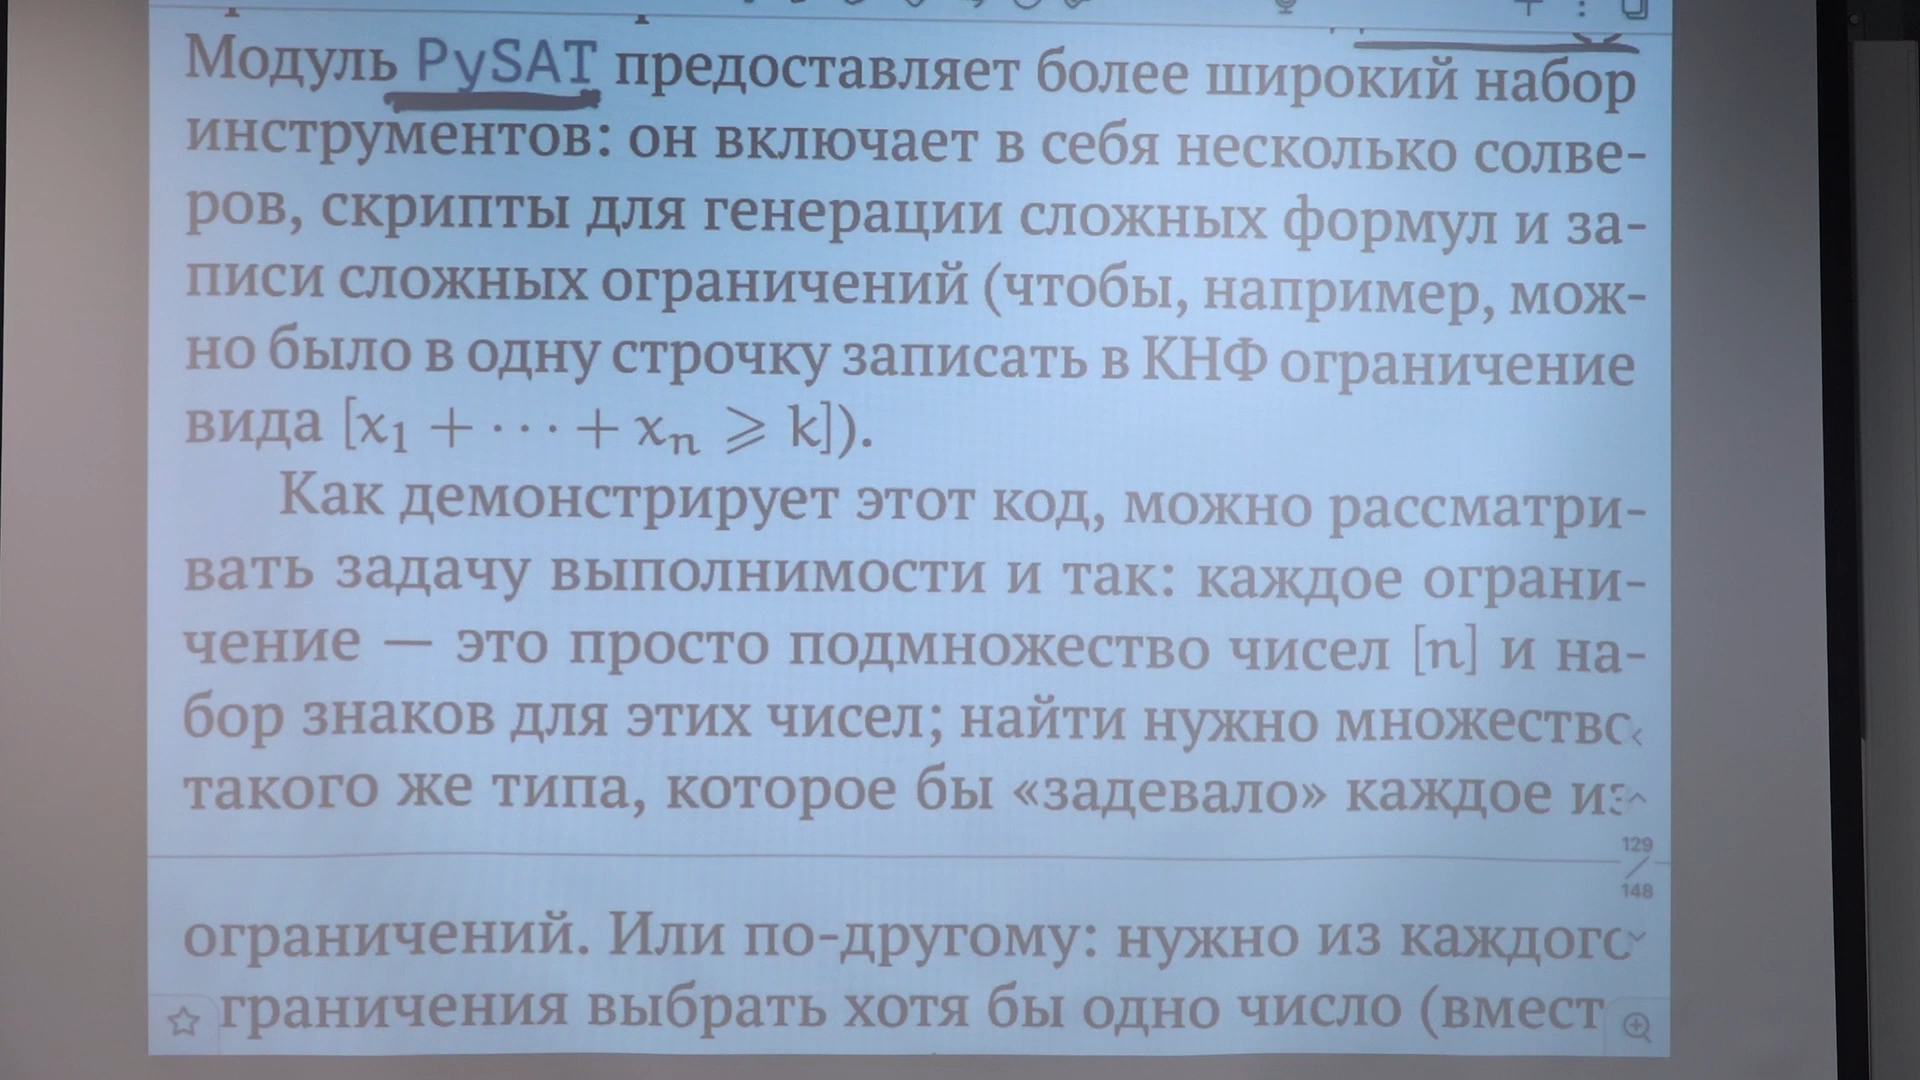 Модуль PySAT предоставляет более широкий набор
инструментов: он включает в себя несколько солве-
ров, скрипты для генерации сложных формул и за-
писи сложных ограничений (чтобы, например, мож-
но было в одну строчку записать в КНФ ограничение
вида [x₁ + · · · + xₙ ⩾ k]).
Как демонстрирует этот код, можно рассматри-
вать задачу выполнимости и так: каждое ограни-
чение — это просто подмножество чисел [n] и на-
бор знаков для этих чисел; найти нужно множество
такого же типа, которое бы «задевало» каждое из
129
148
ограничений. Или по-другому: нужно из каждого
граничения выбрать хотя бы одно число (вмест